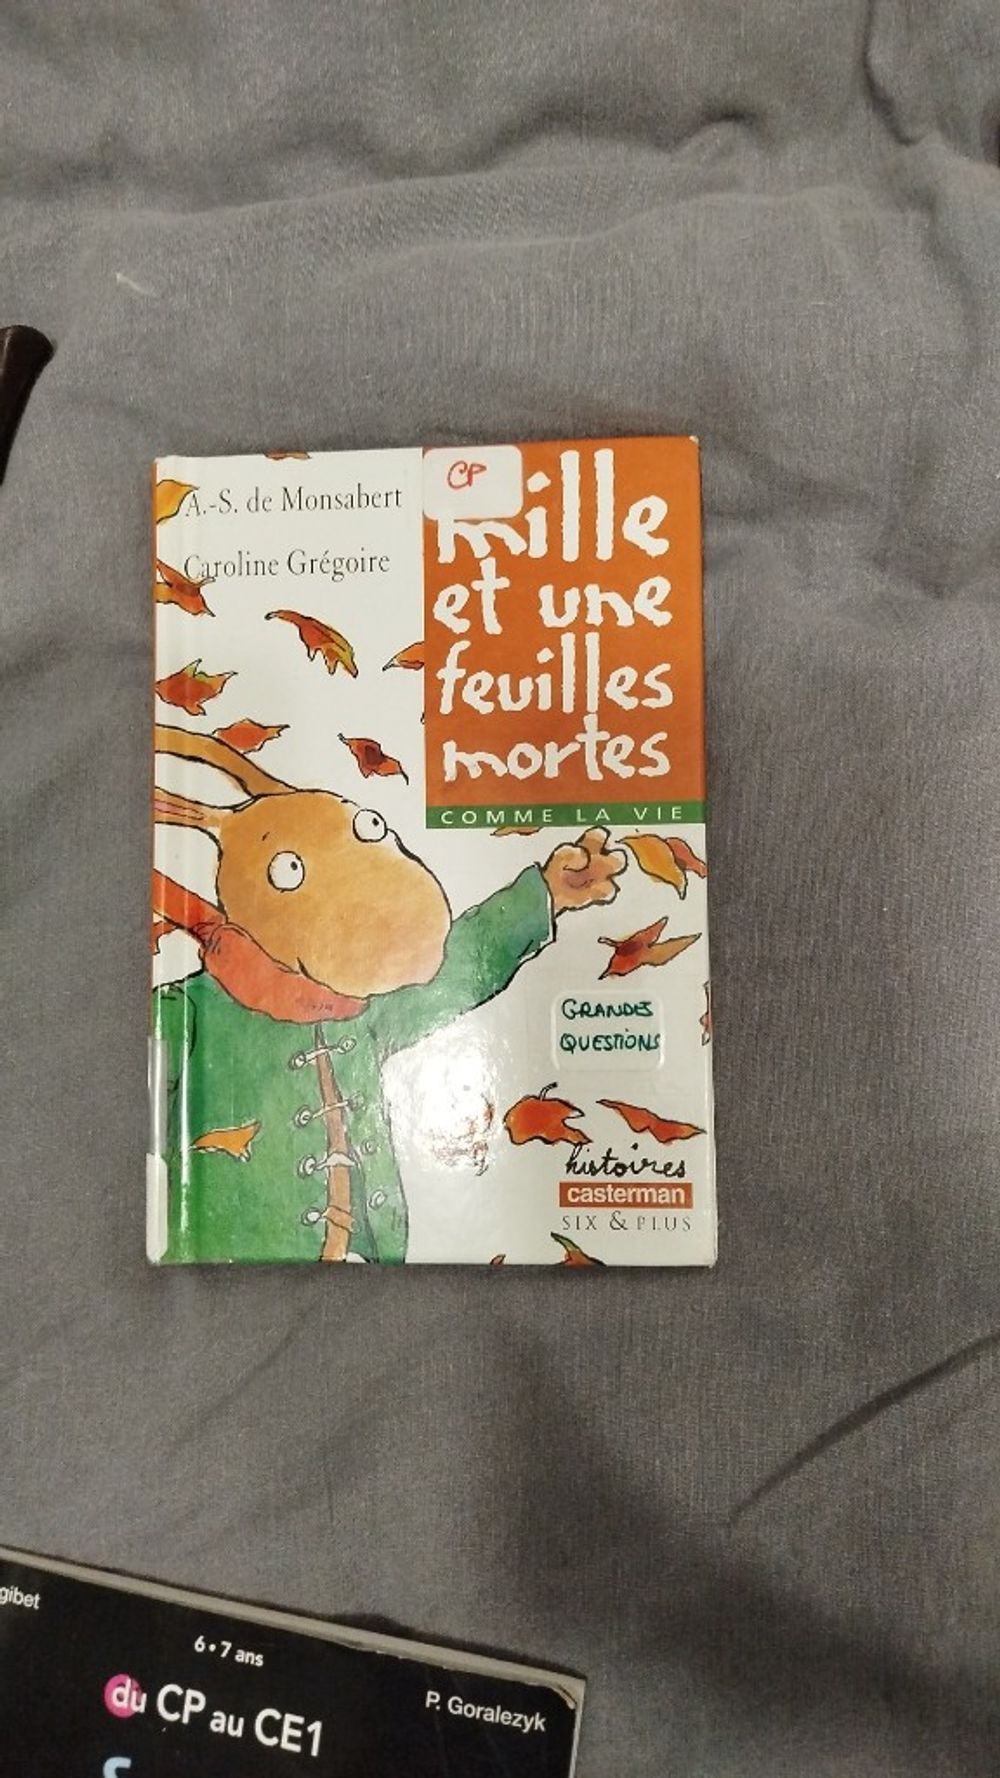 A.-S. de Monsabert
Caroline Grégoire
CP
mille
et une
feuilles
mortes
COMME LA VIE
GRANDES
QUESTIONS
histoires
casterman
SIX & PLUS
6•7 ans
du CP au CE1
P. Goralezyk